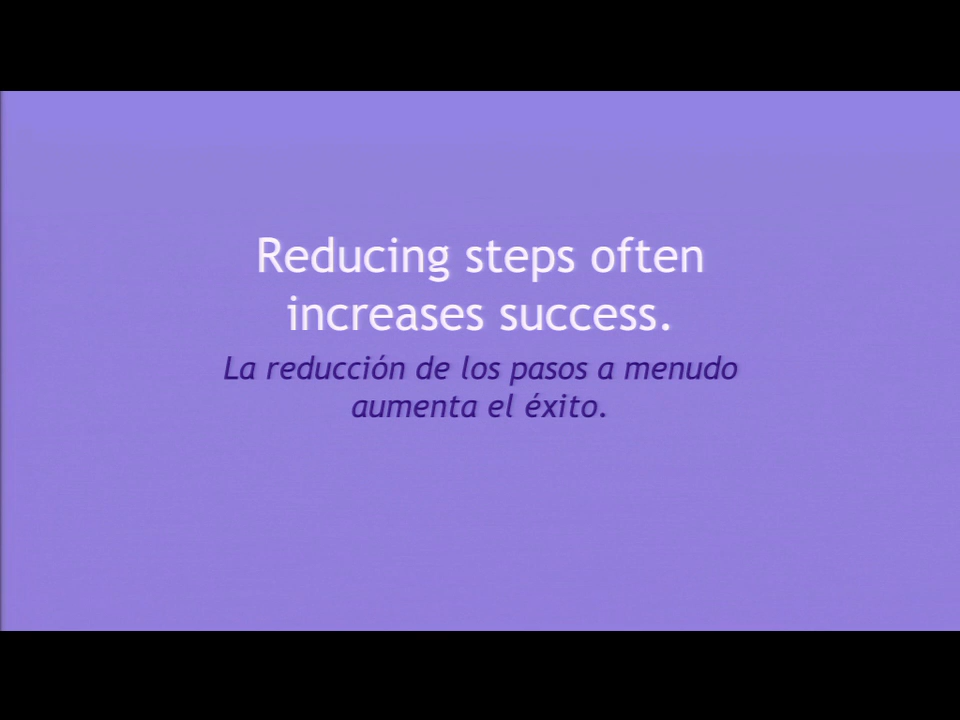 Reducing steps often
increases success.
La reducción de los pasos a menudo
aumenta el éxito.